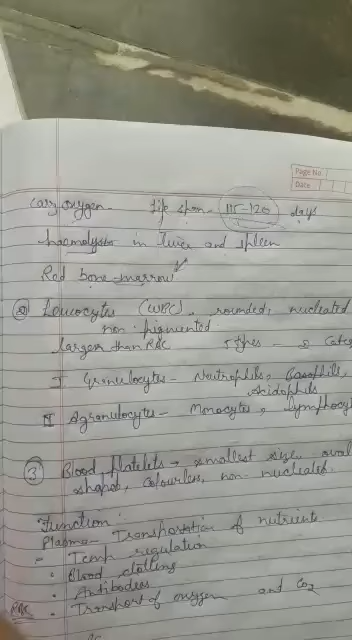 Page No.
Date
Carry oxygen Life span - 115-120 days
haemolysis in liver and spleen
Red bone marrow
② Leucocytes (WBC), rounded, nucleated
non pigmented
larger than RBC 5 types - 2 cate
I Granulocytes - Neutrophils, Basophils,
Acidophils
II Agranulocytes - Monocytes, lymphocy
③ Blood platelets → smallest size, oval
shaped, colourless, non nucleated.
Function :
Plasma - Transportation of nutrients
- Temp regulation
• Blood clotting
• Antibodies
RBC • Transport of oxygen and CO2